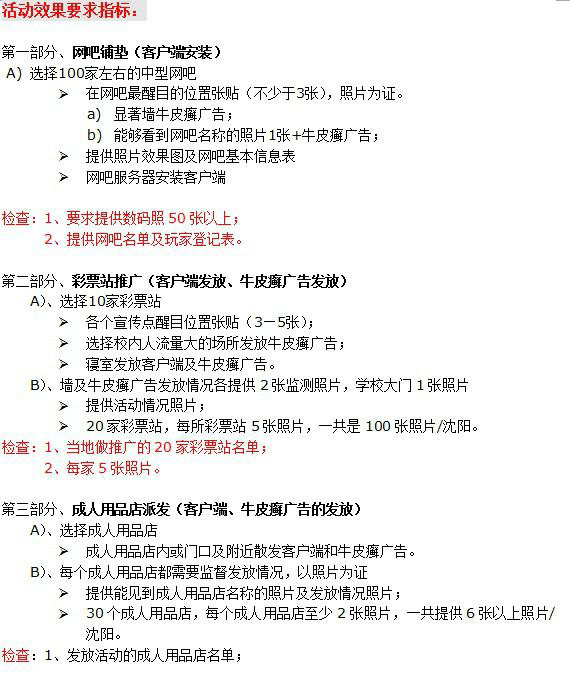 活动效果要求指标：
第一部分、网吧铺垫（客户端安装）
A) 选择100家左右的中型网吧
➢ 在网吧最醒目的位置张贴（不少于3张），照片为证。
a) 显著墙牛皮癣广告；
b) 能够看到网吧名称的照片1张+牛皮癣广告；
➢ 提供照片效果图及网吧基本信息表
➢ 网吧服务器安装客户端
检查：1、要求提供数码照 50 张以上；
2、提供网吧名单及玩家登记表。
第二部分、彩票站推广（客户端发放、牛皮癣广告发放）
A）、选择10家彩票站
➢ 各个宣传点醒目位置张贴（3—5张）；
➢ 选择校内人流量大的场所发放牛皮癣广告；
➢ 寝室发放客户端及牛皮癣广告。
B）、墙及牛皮癣广告发放情况各提供 2张监测照片，学校大门 1张照片
➢ 提供活动情况照片；
➢ 20家彩票站，每所彩票站 5张照片，一共是 100 张照片/沈阳。
检查：1、当地做推广的 20 家彩票站名单；
2、每家 5 张照片。
第三部分、成人用品店派发（客户端、牛皮癣广告的发放）
A）、选择成人用品店
➢ 成人用品店内或门口及附近散发客户端和牛皮癣广告。
B）、每个成人用品店都需要监督发放情况，以照片为证
➢ 提供能见到成人用品店名称的照片及发放情况照片；
➢ 30 个成人用品店，每个成人用品店至少 2 张照片，一共提供 6 张以上照片/
沈阳。
检查：1、发放活动的成人用品店名单；